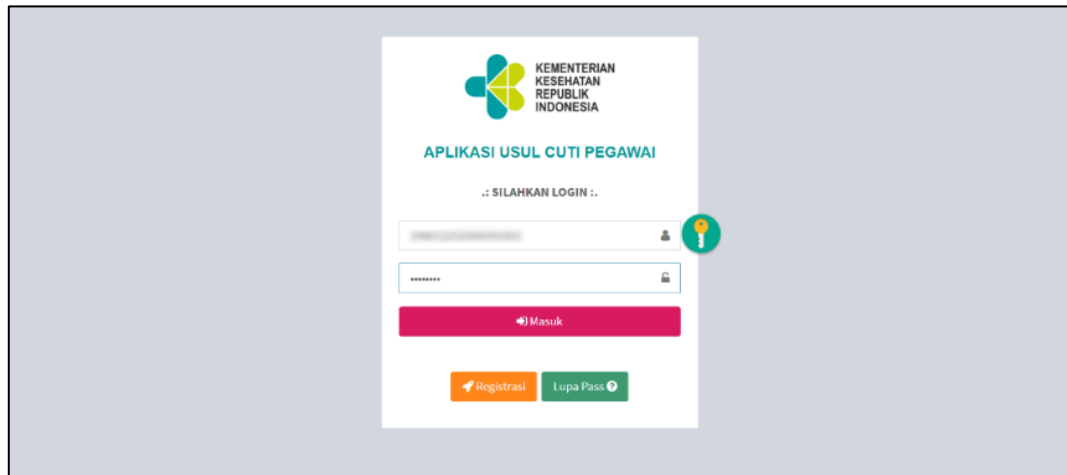 KEMENTERIAN
KESEHATAN
REPUBLIK
INDONESIA
APLIKASI USUL CUTI PEGAWAI
.: SILAHKAN LOGIN :.
••••••••
Masuk
Registrasi
Lupa Pass